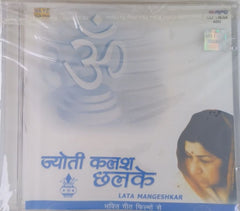 ॐ
ज्योती कलश
छलके
LATA MANGESHKAR
भक्ति गीत फिल्मों से